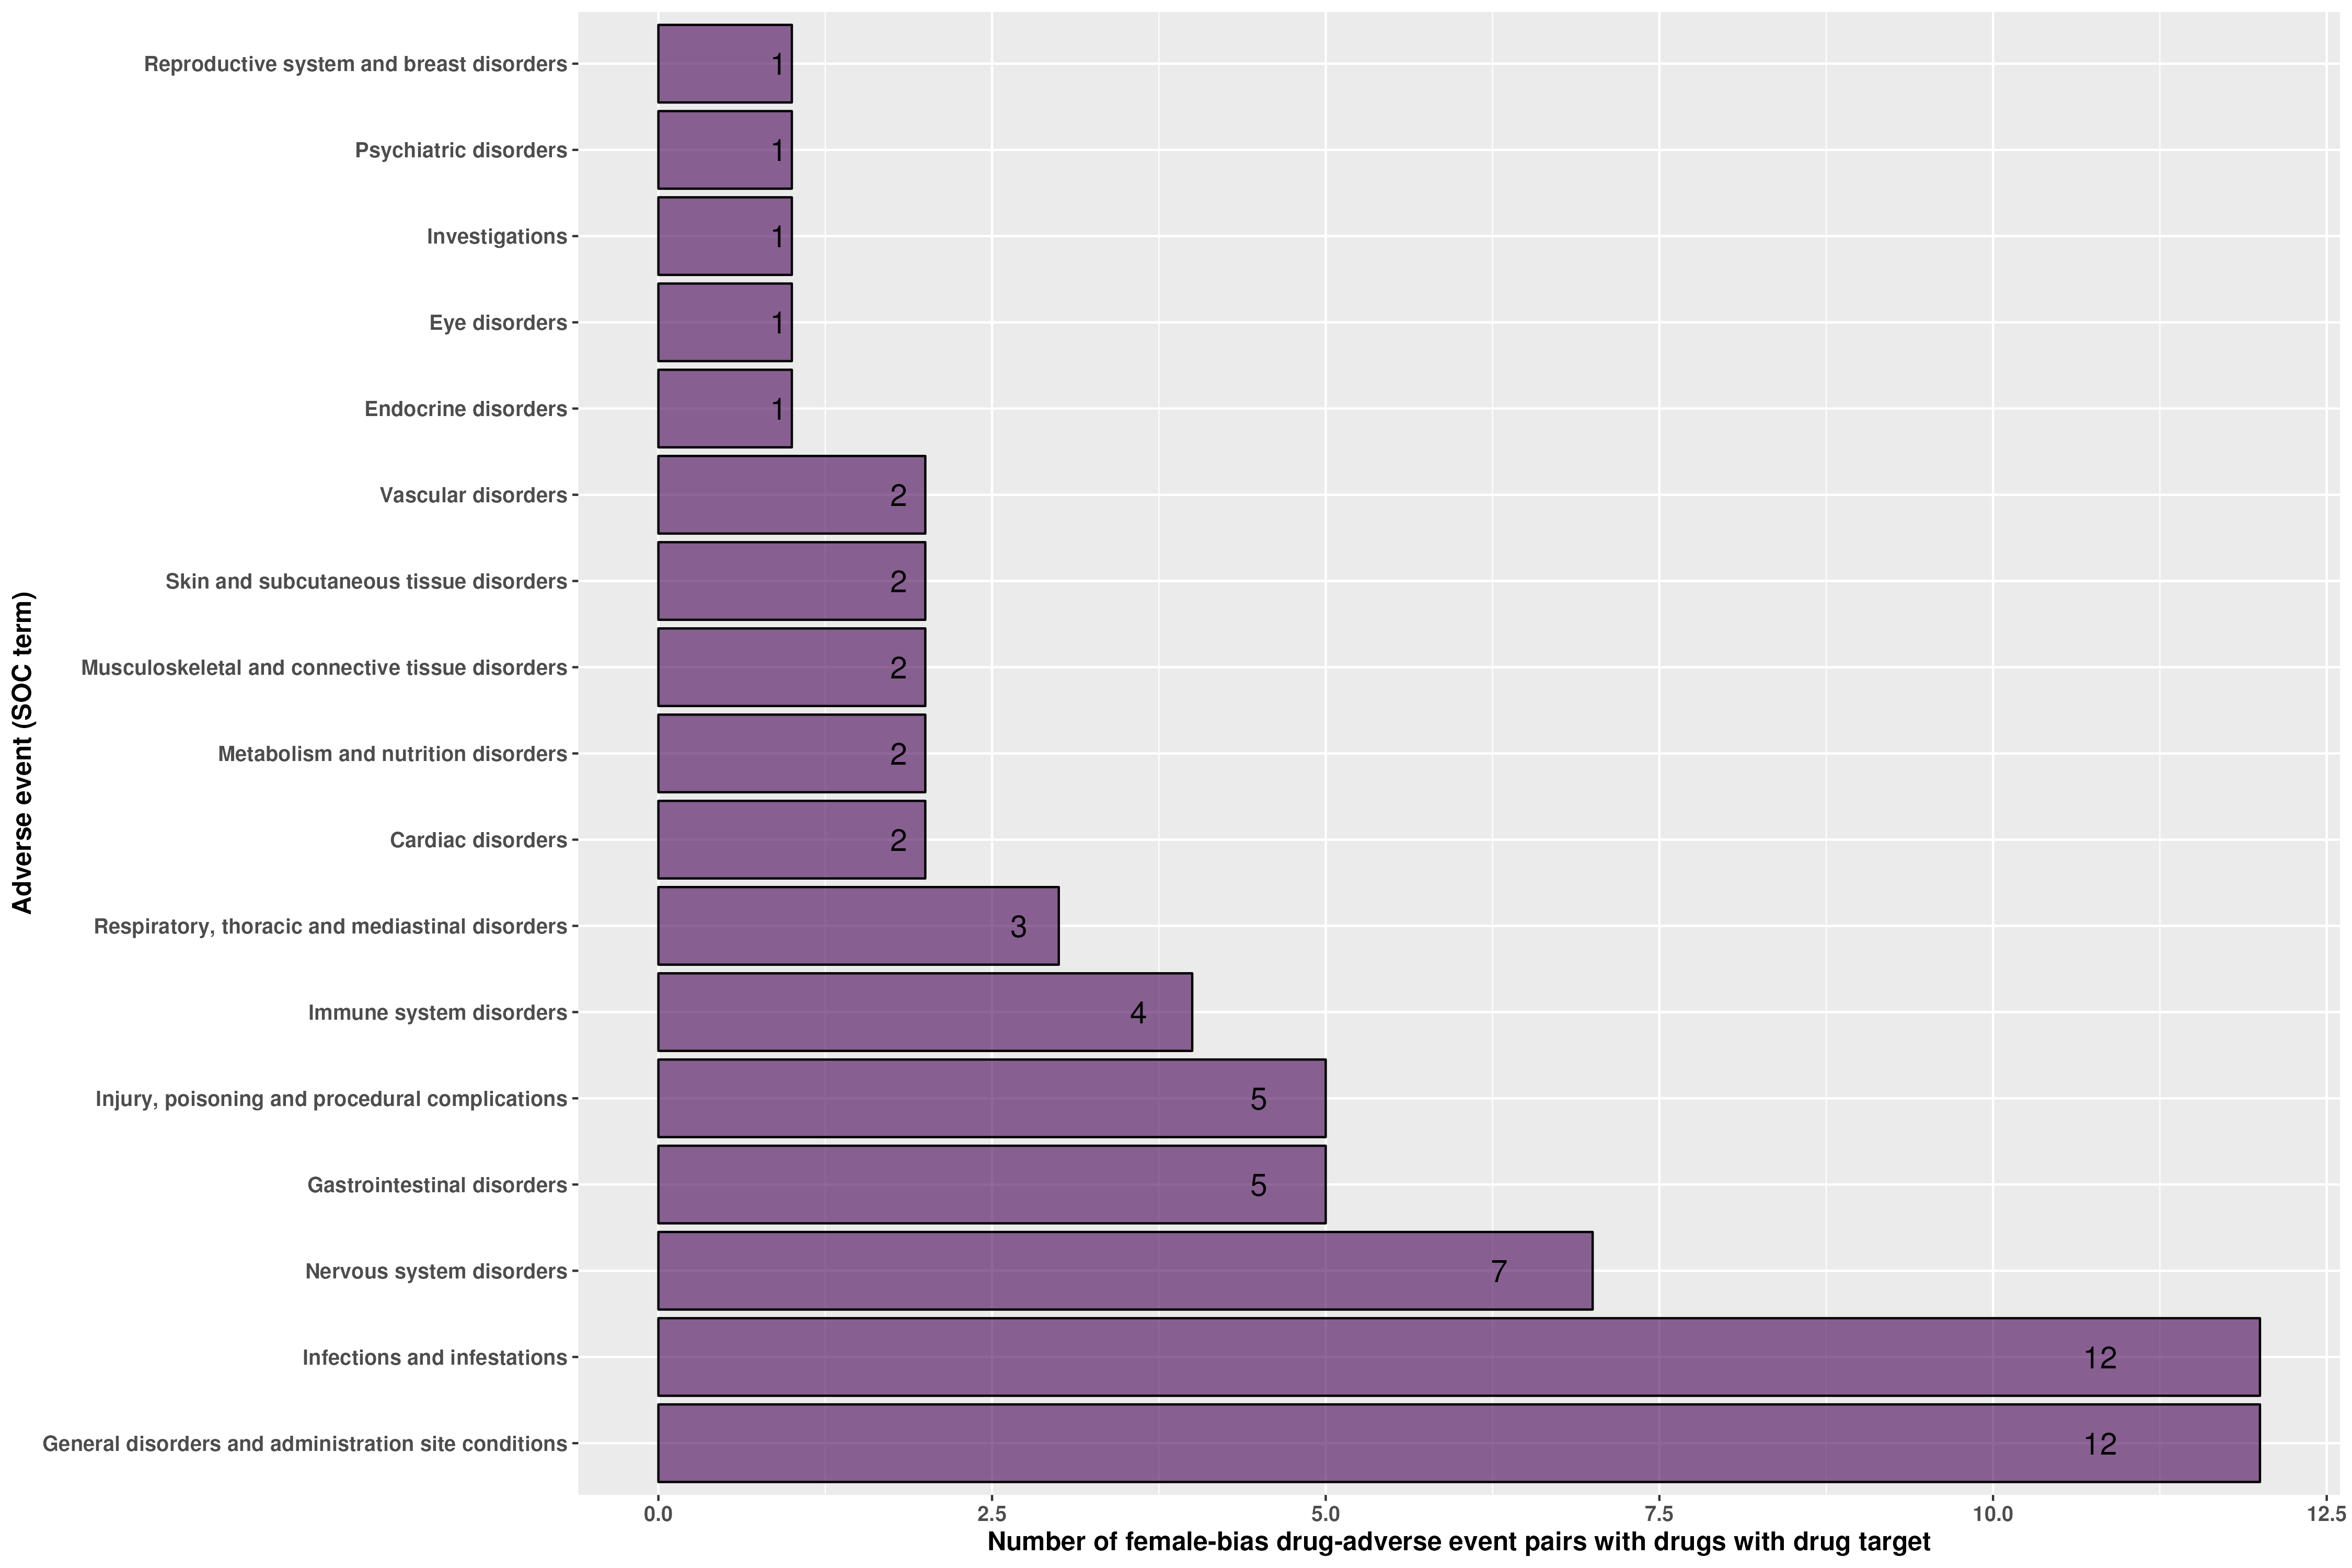 Reproductive system and breast disorders 1
Psychiatric disorders 1
Investigations 1
Eye disorders 1
Endocrine disorders 1
Vascular disorders 2
Skin and subcutaneous tissue disorders 2
Musculoskeletal and connective tissue disorders 2
Metabolism and nutrition disorders 2
Cardiac disorders 2
Respiratory, thoracic and mediastinal disorders 3
Immune system disorders 4
Injury, poisoning and procedural complications 5
Gastrointestinal disorders 5
Nervous system disorders 7
Infections and infestations 12
General disorders and administration site conditions 12
Adverse event (SOC term)
0.0 2.5 5.0 7.5 10.0 12.5
Number of female-bias drug-adverse event pairs with drugs with drug target